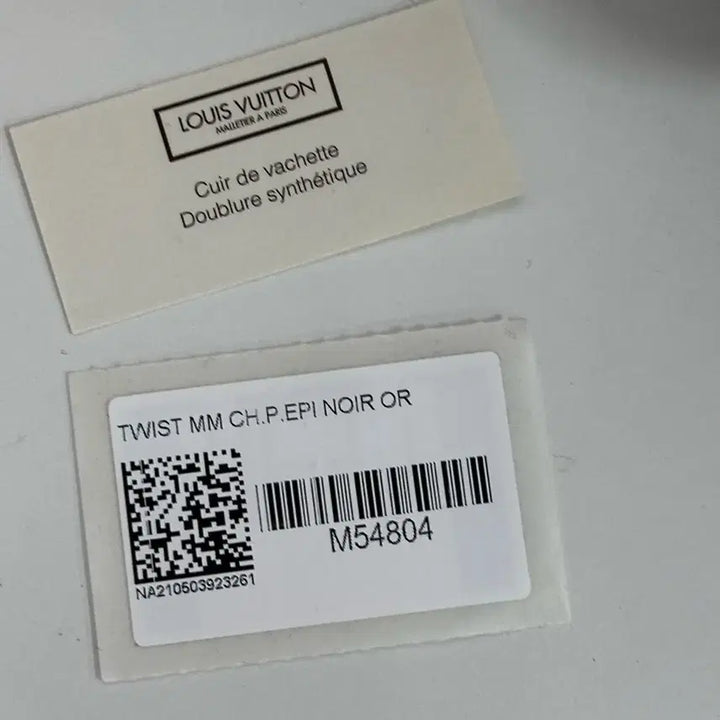 LOUIS VUITTON
MALLETIER A PARIS
Cuir de vachette
Doublure synthétique
TWIST MM CH.P.EPI NOIR OR
M54804
NA210503923261